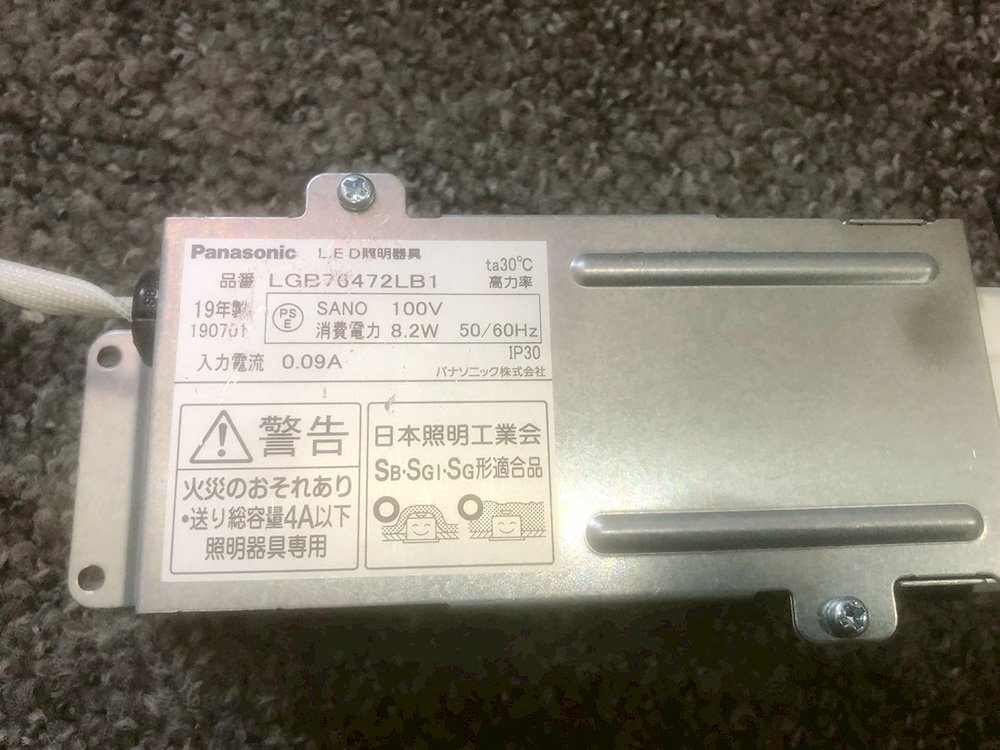 Panasonic LED照明器具
品番 LGB76472LB1
ta30℃
高力率
19年製
190701
PS
E
SANO 100V
消費電力 8.2W 50/60Hz
入力電流 0.09A
IP30
パナソニック株式会社
警告
火災のおそれあり
・送り総容量4A以下
照明器具専用
日本照明工業会
SB・SGI・SG形適合品